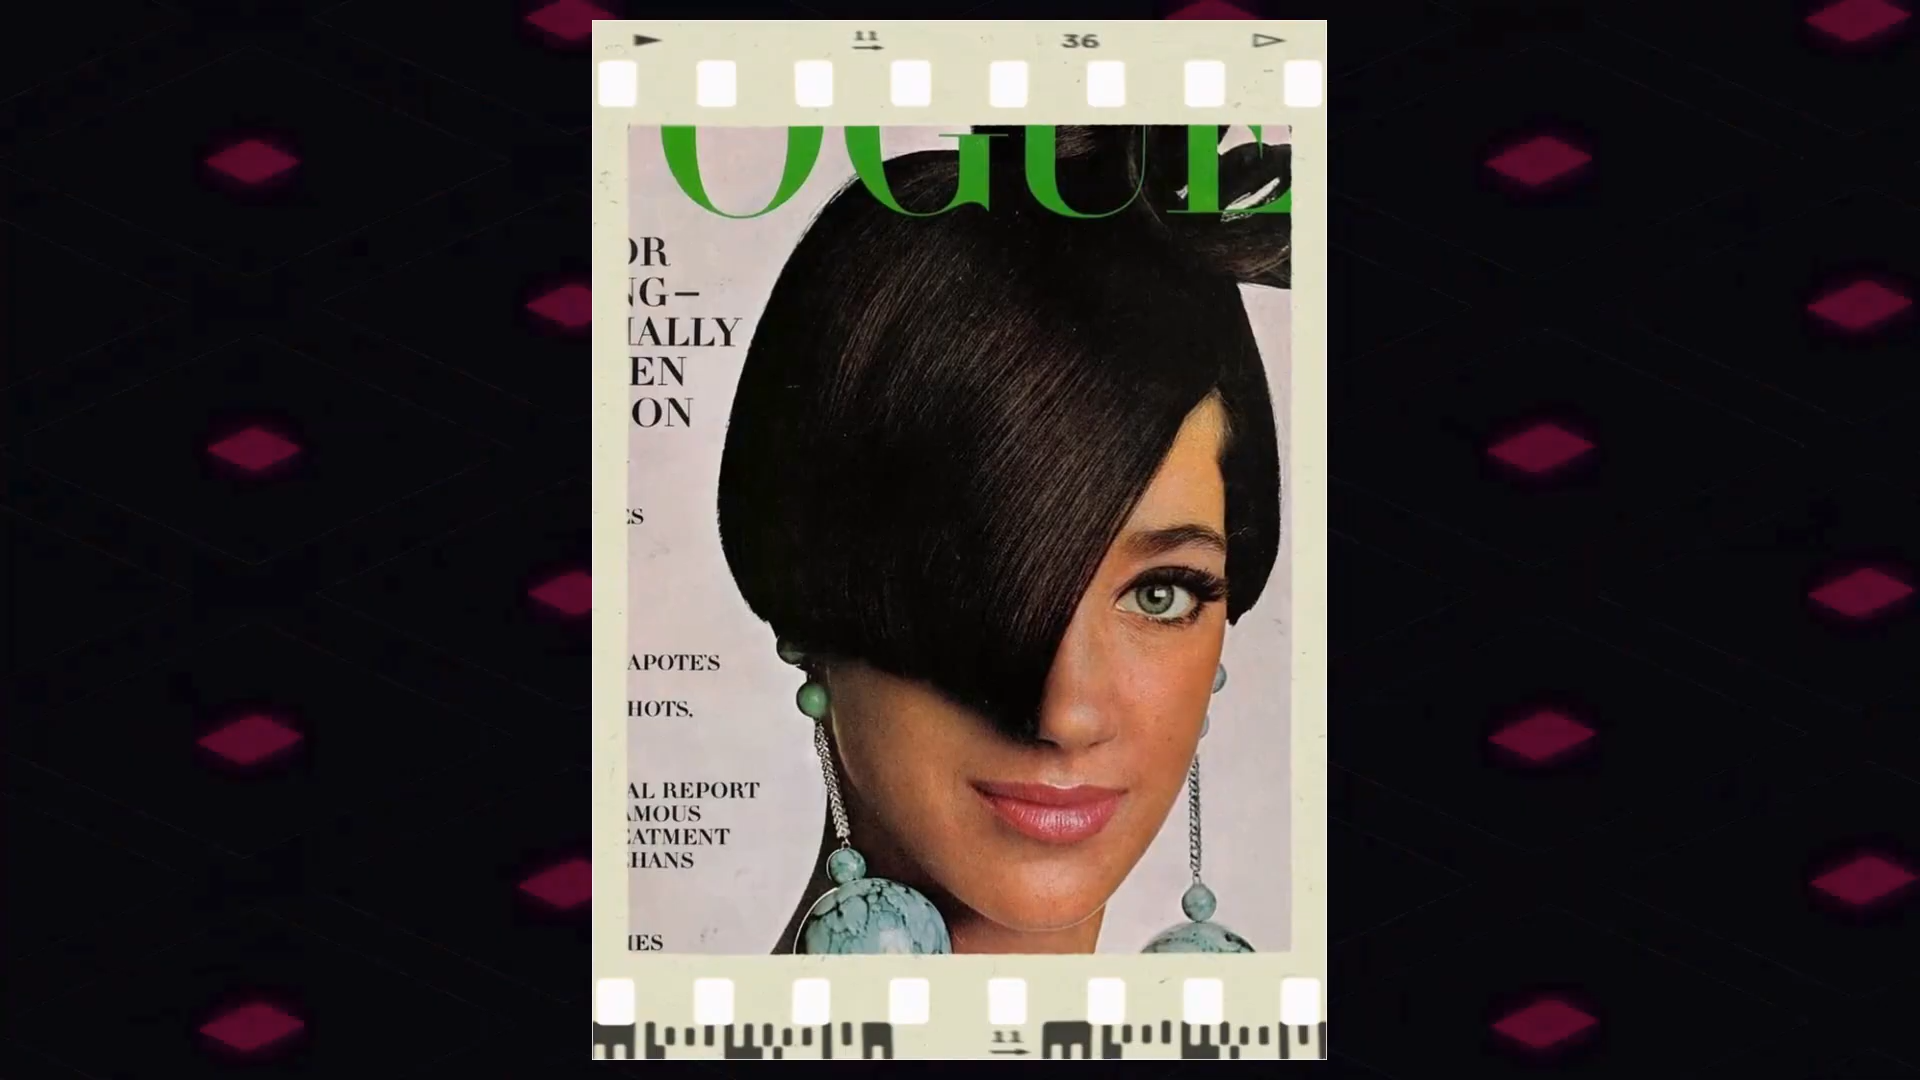 11
36
OGUE
OR
NG–
IALLY
EN
ON
ES
APOTE'S
HOTS,
AL REPORT
AMOUS
EATMENT
HANS
IES
11